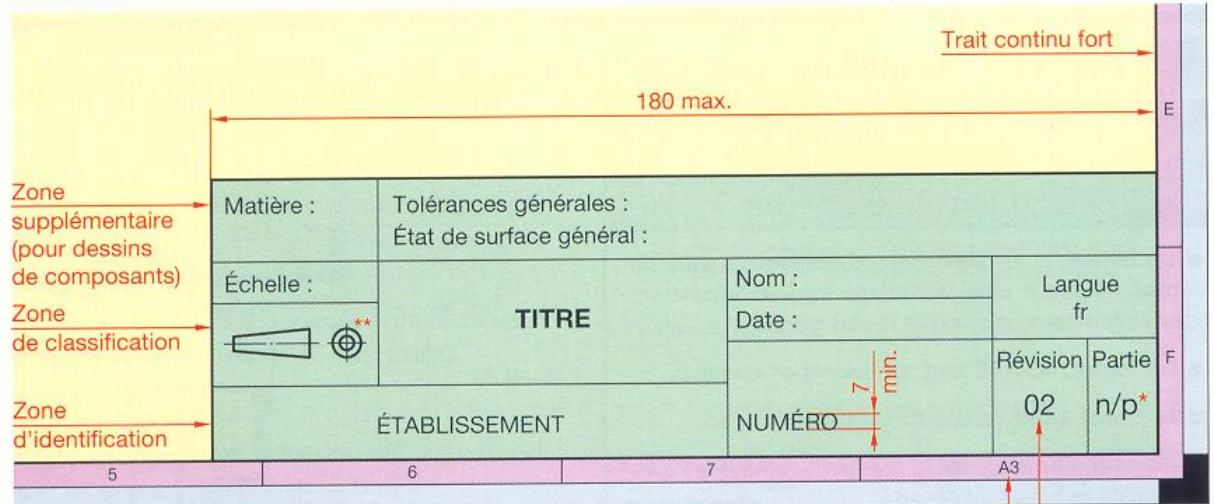 Trait continu fort
180 max.
E
Zone
supplémentaire
(pour dessins
de composants)
Matière :
Tolérances générales :
État de surface général :
Échelle :
Nom :
Langue
fr
Zone
de classification
**
TITRE
Date :
7
min.
Révision
Partie
F
Zone
d'identification
ÉTABLISSEMENT
NUMÉRO
02
n/p*
5
6
7
A3